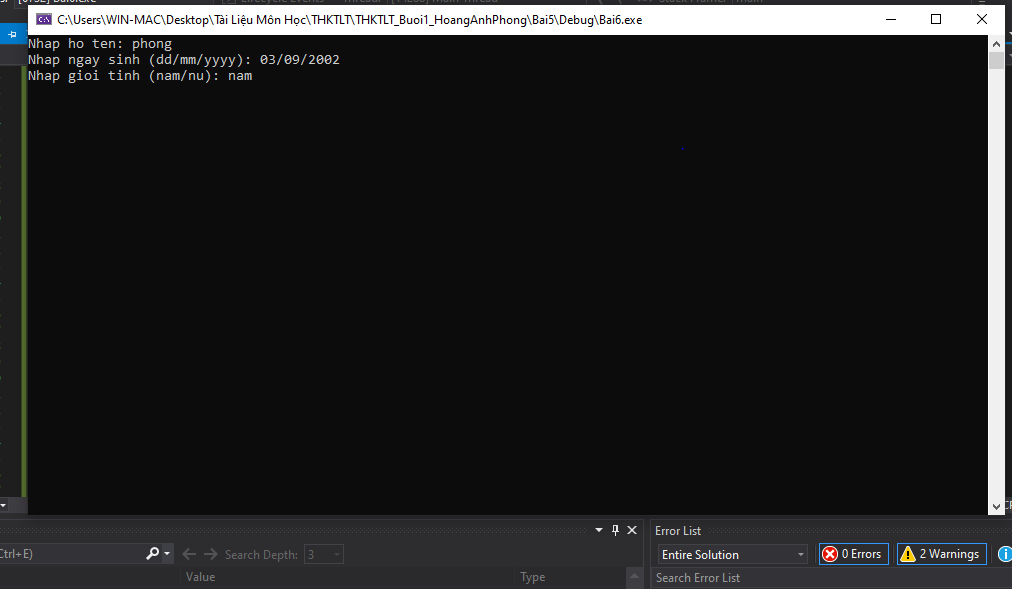 C:\Users\WIN-MAC\Desktop\Tài Liệu Môn Học\THKTLT\THKTLT_Buoi1_HoangAnhPhong\Bai5\Debug\Bai6.exe
Nhap ho ten: phong
Nhap ngay sinh (dd/mm/yyyy): 03/09/2002
Nhap gioi tinh (nam/nu): nam
Error List
Ctrl+E)
Search Depth: 3
Entire Solution
0 Errors
2 Warnings
Value
Type
Search Error List